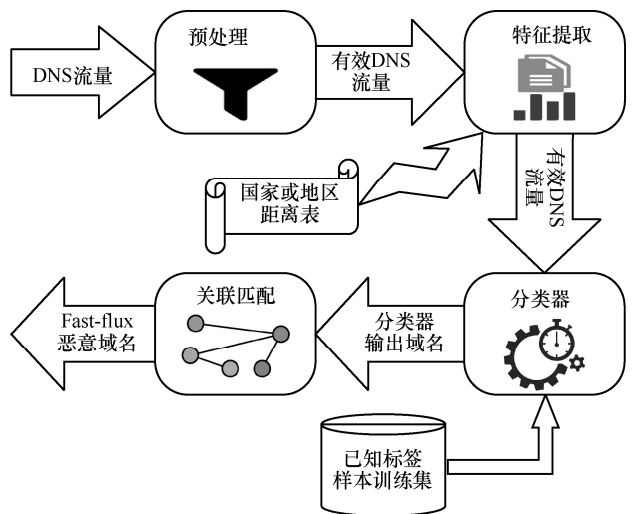 DNS流量
预处理
有效DNS
流量
特征提取
国家或地区
距离表
有效DNS
流量
分类器
分类器
输出域名
关联匹配
Fast-flux
恶意域名
已知标签
样本训练集